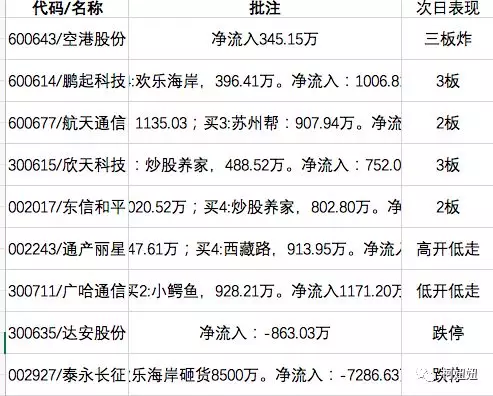 代码/名称 批注 次日表现
600643/空港股份 净流入345.15万 三板炸
600614/鹏起科技 4:欢乐海岸，396.41万。净流入：1006.8 3板
600677/航天通信 1135.03；买3:苏州帮：907.94万。净流 2板
300615/欣天科技 ：炒股养家，488.52万。净流入：752.0 3板
002017/东信和平 020.52万；买4:炒股养家，802.80万。净 2板
002243/通产丽星 47.61万；买4:西藏路，913.95万。净流入 高开低走
300711/广哈通信 买2:小鳄鱼，928.21万。净流入1171.20万 低开低走
300635/达安股份 净流入：-863.03万 跌停
002927/泰永长征 乐海岸砸货8500万。净流入：-7286.63 跌停